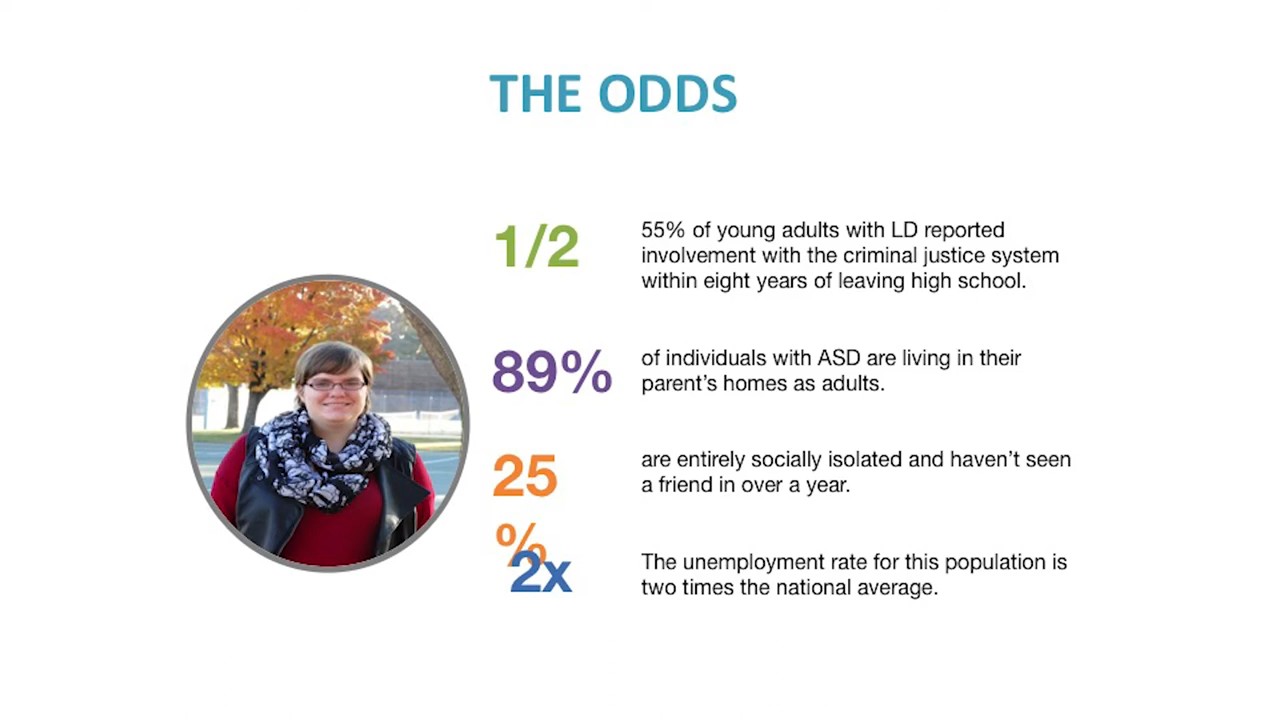 THE ODDS
1/2
55% of young adults with LD reported
involvement with the criminal justice system
within eight years of leaving high school.
89%
of individuals with ASD are living in their
parent's homes as adults.
25
%
are entirely socially isolated and haven't seen
a friend in over a year.
2x
The unemployment rate for this population is
two times the national average.